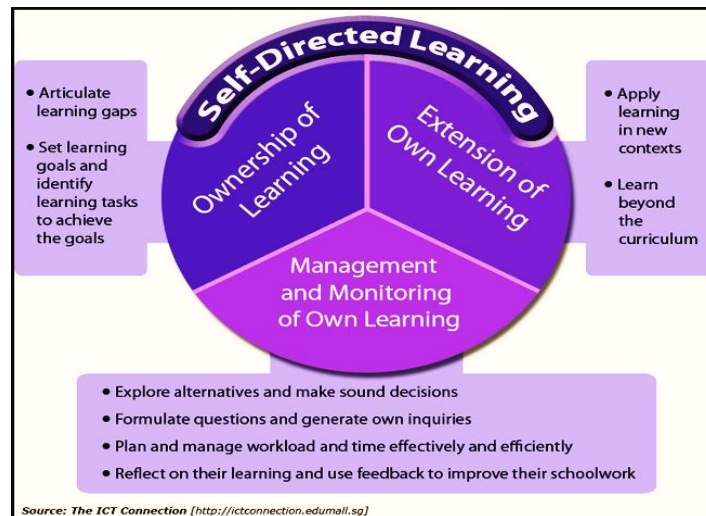 Self-Directed Learning
Ownership of
Learning
Extension of
Own Learning
Management
and Monitoring
of Own Learning
• Articulate
learning gaps
• Set learning
goals and
identify
learning tasks
to achieve
the goals
• Apply
learning
in new
contexts
• Learn
beyond
the
curriculum
• Explore alternatives and make sound decisions
• Formulate questions and generate own inquiries
• Plan and manage workload and time effectively and efficiently
• Reflect on their learning and use feedback to improve their schoolwork
Source: The ICT Connection [http://ictconnection.edumall.sg]